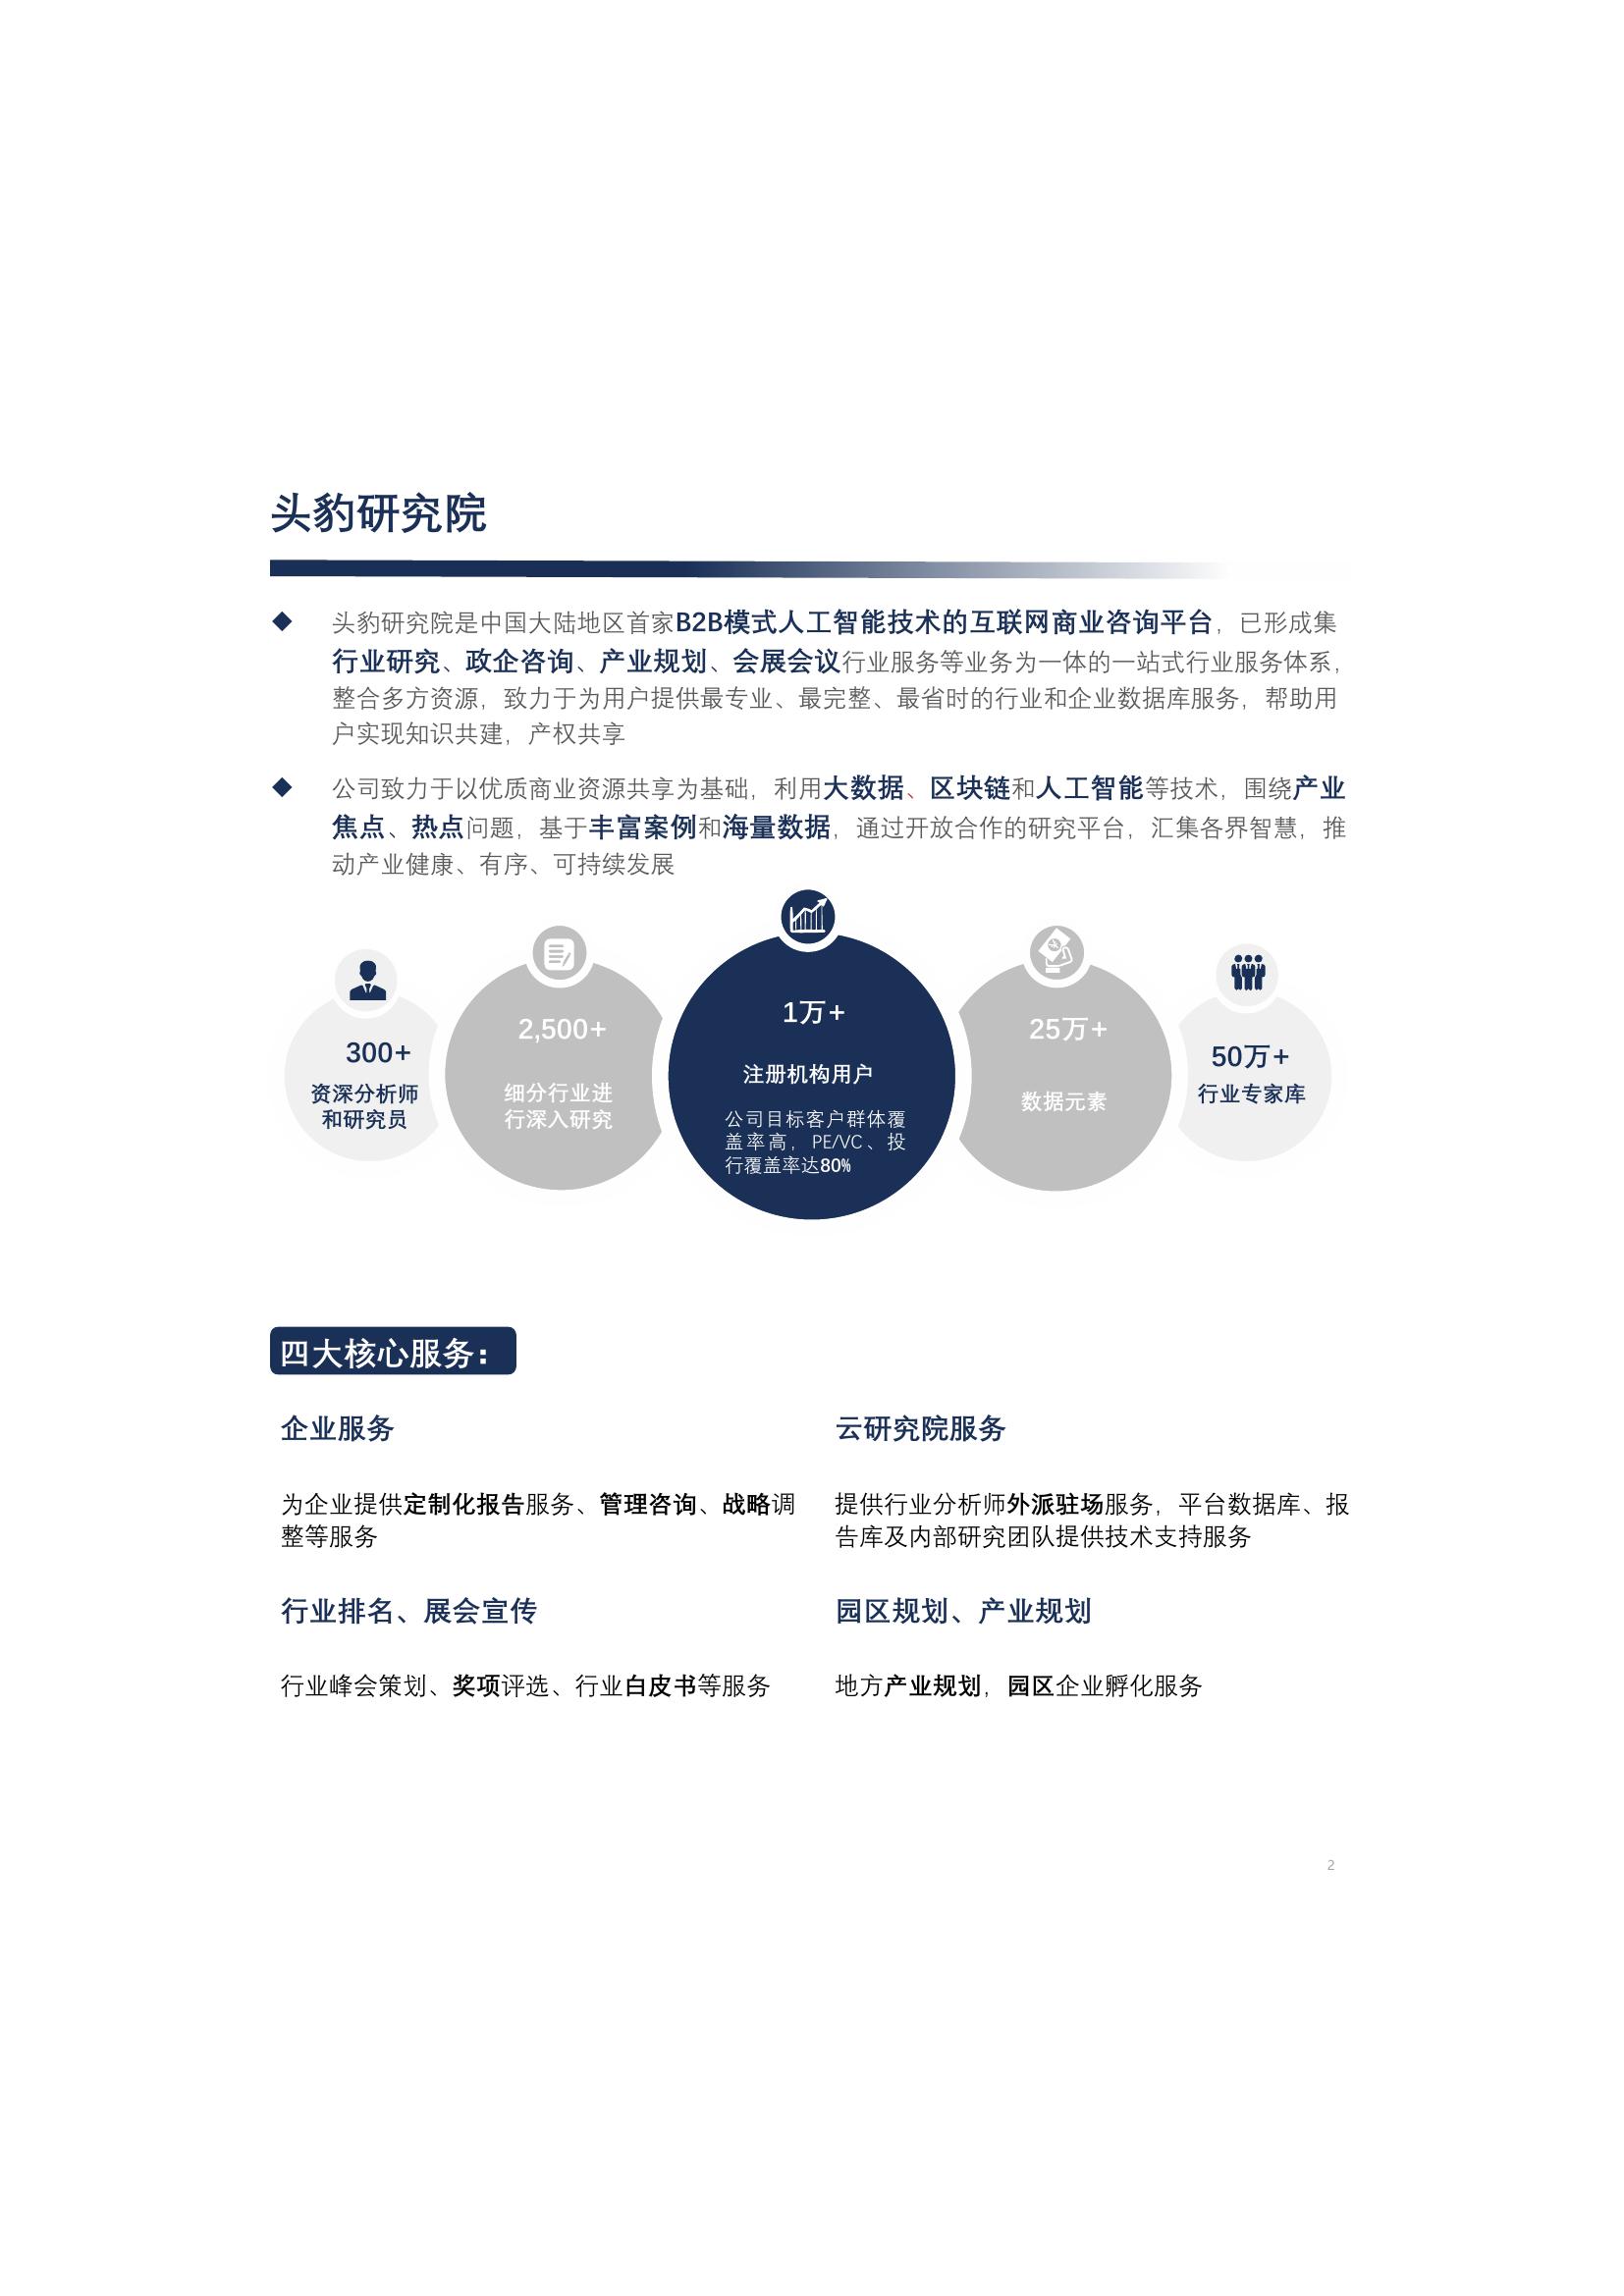 头豹研究院
头豹研究院是中国大陆地区首家B2B模式人工智能技术的互联网商业咨询平台，已形成集
行业研究、政企咨询、产业规划、会展会议行业服务等业务为一体的一站式行业服务体系，
整合多方资源，致力于为用户提供最专业、最完整、最省时的行业和企业数据库服务，帮助用
户实现知识共建，产权共享
公司致力于以优质商业资源共享为基础，利用大数据、区块链和人工智能等技术，围绕产业
焦点、热点问题，基于丰富案例和海量数据，通过开放合作的研究平台，汇集各界智慧，推
动产业健康、有序、可持续发展
300+
资深分析师
和研究员
2,500+
细分行业进
行深入研究
1万+
注册机构用户
公司目标客户群体覆
盖率高，PE/VC、投
行覆盖率达80%
25万+
数据元素
50万+
行业专家库
四大核心服务：
企业服务
为企业提供定制化报告服务、管理咨询、战略调
整等服务
云研究院服务
提供行业分析师外派驻场服务，平台数据库、报
告库及内部研究团队提供技术支持服务
行业排名、展会宣传
行业峰会策划、奖项评选、行业白皮书等服务
园区规划、产业规划
地方产业规划，园区企业孵化服务
2